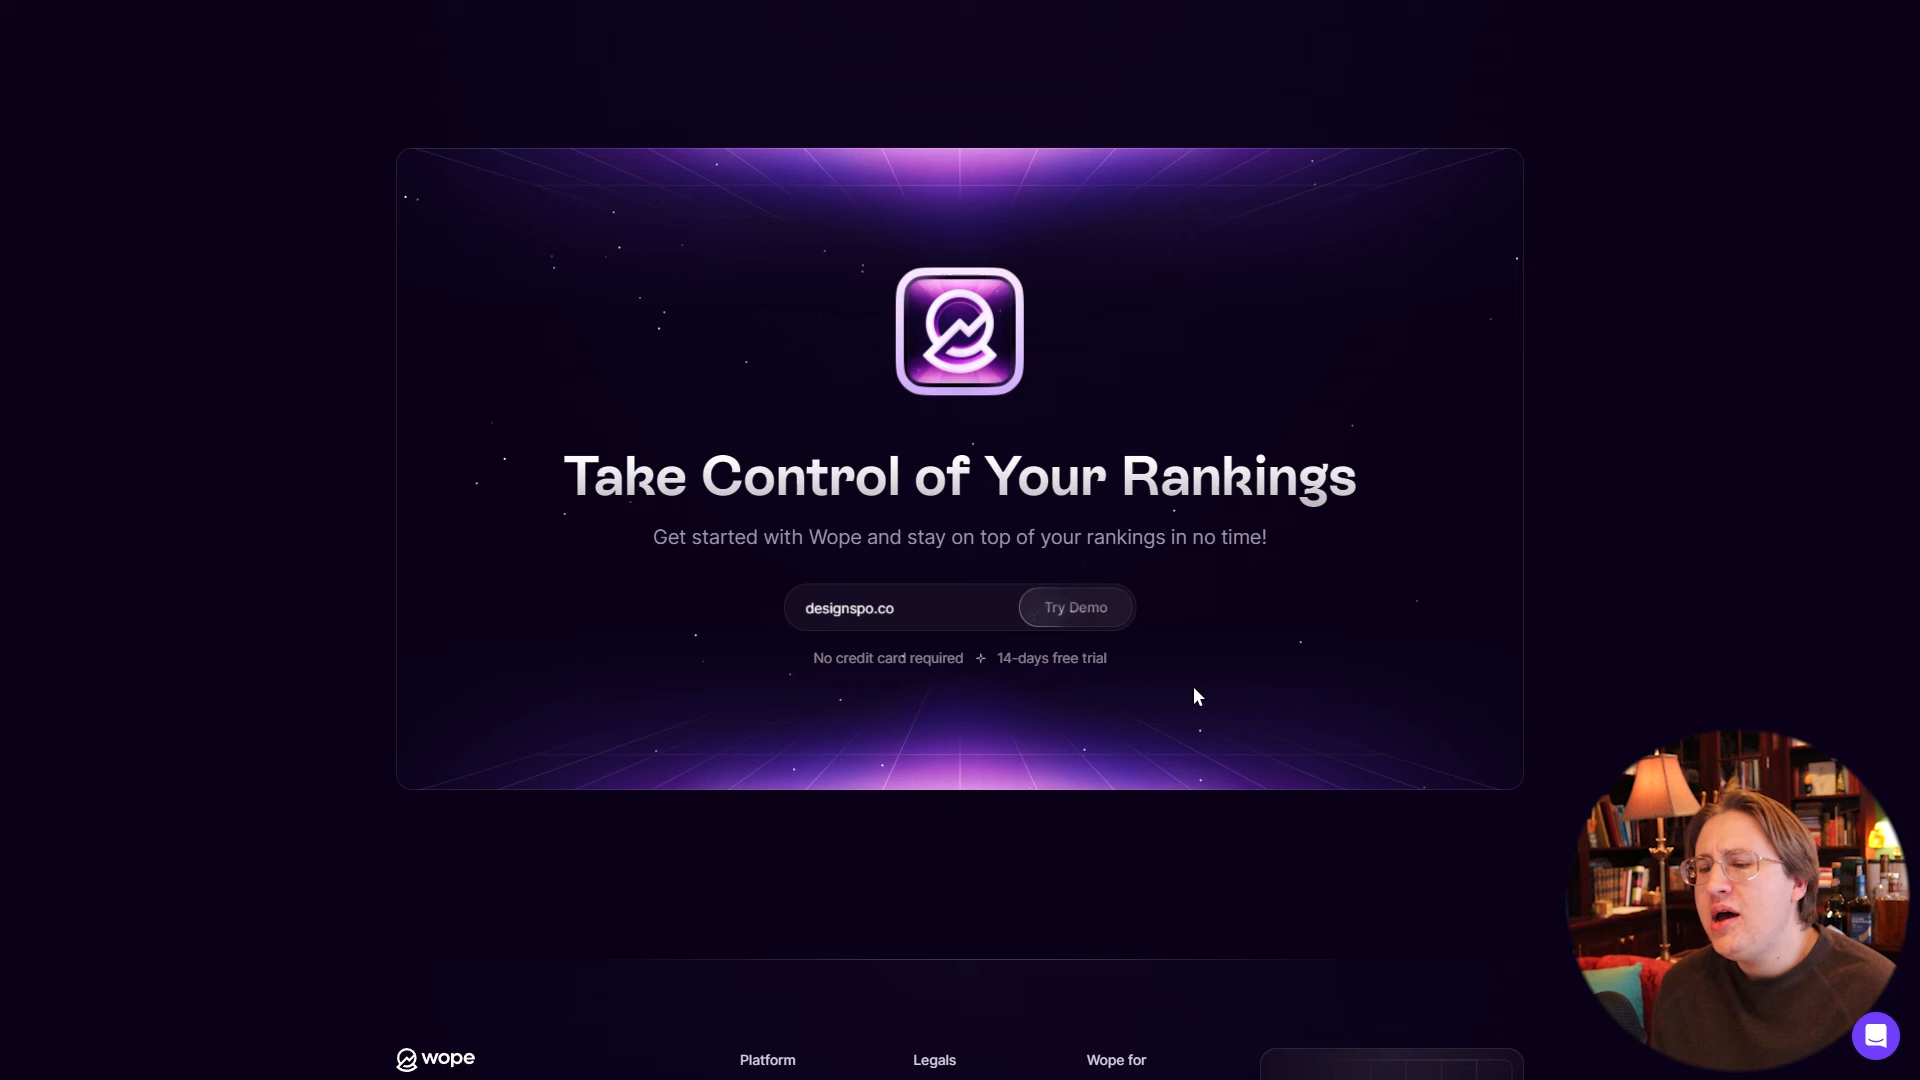 Take Control of Your Rankings
Get started with Wope and stay on top of your rankings in no time!
designspo.co
Try Demo
No credit card required
14-days free trial
wope
Platform
Legals
Wope for